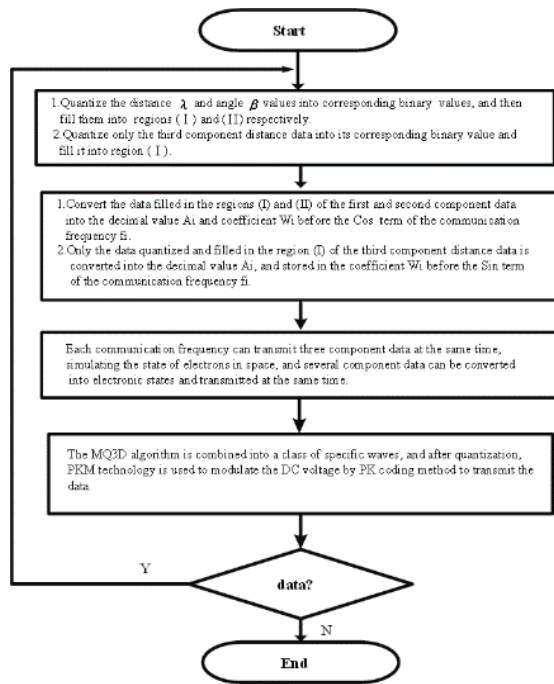 Start
1.Quantize the distance λ and angle β values into corresponding binary values, and then
fill them into regions ( I ) and (II) respectively.
2.Quantize only the third component distance data into its corresponding binary value and
fill it into region ( I ).
1.Convert the data filled in the regions (I) and (II) of the first and second component data
into the decimal value Ai and coefficient Wi before the Cos term of the communication
frequency fi.
2.Only the data quantized and filled in the region (I) of the third component distance data is
converted into the decimal value Ai, and stored in the coefficient Wi before the Sin term
of the communication frequency fi.
Each communication frequency can transmit three component data at the same time,
simulating the state of electrons in space, and several component data can be converted
into electronic states and transmitted at the same time.
The MQ3D algorithm is combined into a class of specific waves, and after quantization,
PKM technology is used to modulate the DC voltage by PK coding method to transmit the
data.
Y
data?
N
End